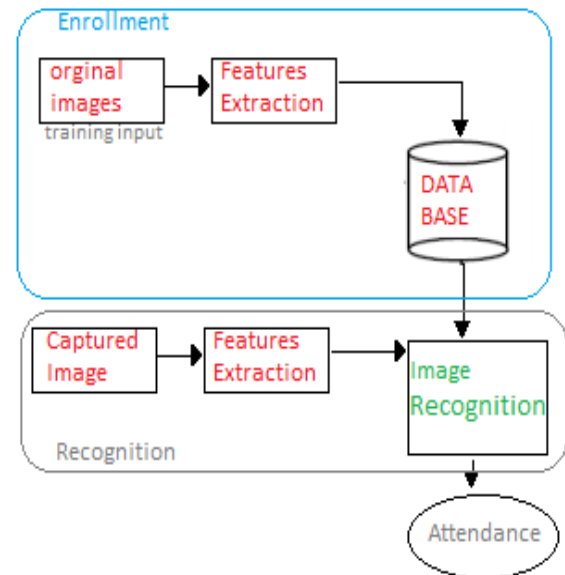 Enrollment
orginal
images
Features
Extraction
training input
DATA
BASE
Captured
Image
Features
Extraction
Image
Recognition
Recognition
Attendance